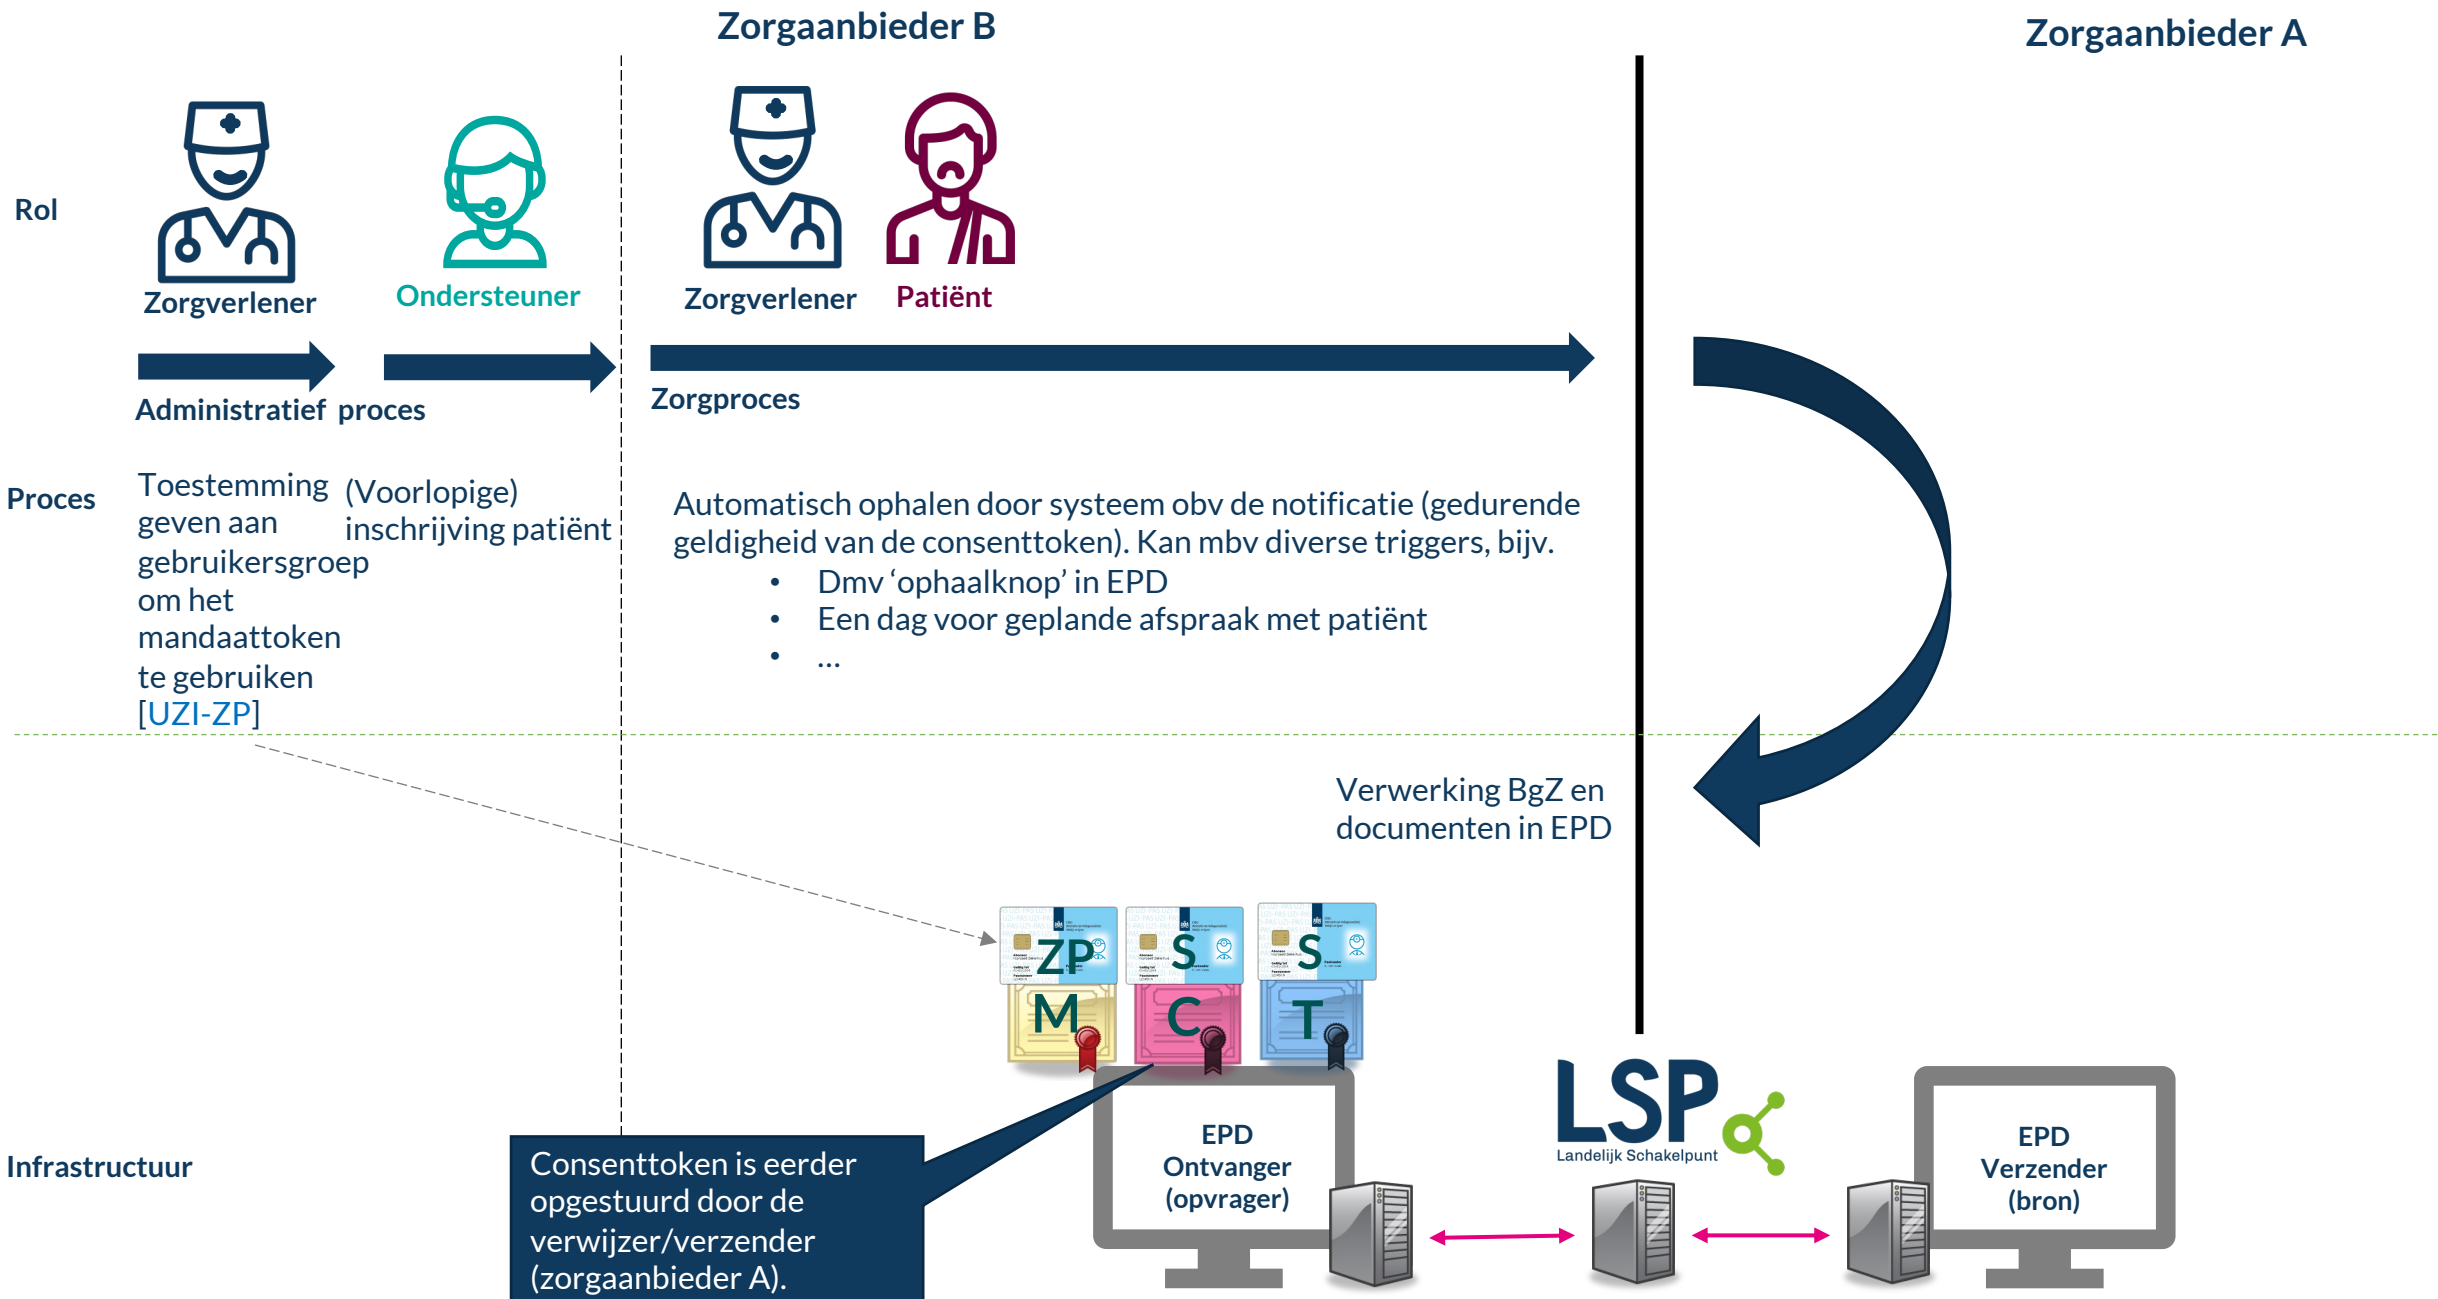 Zorgaanbieder B
Zorgaanbieder A
Rol
Zorgverlener
Ondersteuner
Zorgverlener
Patiënt
Administratief proces
Zorgproces
Proces
Toestemming
geven aan
gebruikersgroep
om het
mandaattoken
te gebruiken
[UZI-ZP]
(Voorlopige)
inschrijving patiënt
Automatisch ophalen door systeem obv de notificatie (gedurende
geldigheid van de consenttoken). Kan mbv diverse triggers, bijv.
• Dmv ‘ophaalknop’ in EPD
• Een dag voor geplande afspraak met patiënt
• …
Verwerking BgZ en
documenten in EPD
ZP
M
S
C
S
T
Infrastructuur
Consenttoken is eerder
opgestuurd door de
verwijzer/verzender
(zorgaanbieder A).
EPD
Ontvanger
(opvrager)
LSP
Landelijk Schakelpunt
EPD
Verzender
(bron)